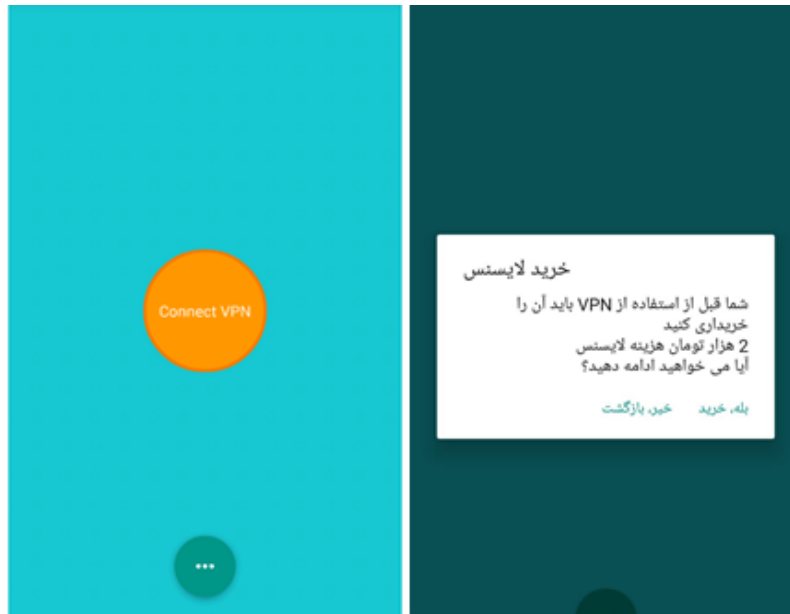 Connect VPN
خرید لایسنس
شما قبل از استفاده از VPN باید آن را
خریداری کنید
2 هزار تومان هزینه لایسنس
آیا می خواهید ادامه دهید؟
بله، خرید
خیر، بازگشت